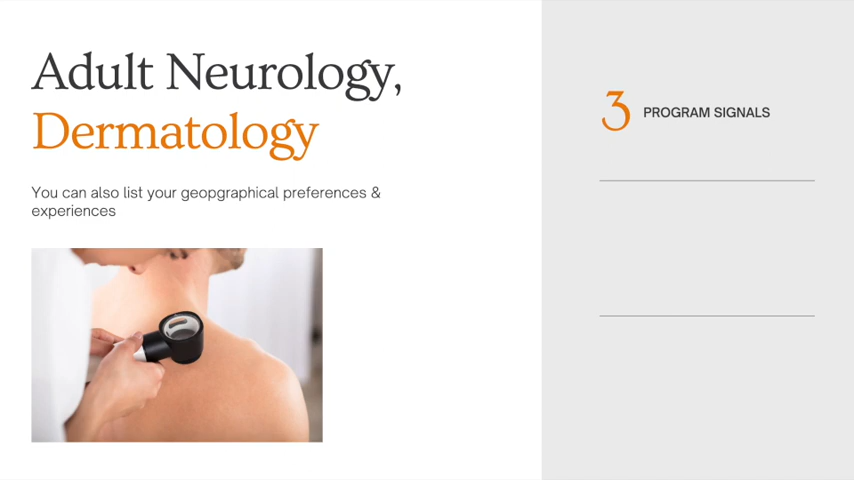 Adult Neurology,
Dermatology
You can also list your geopgraphical preferences &
experiences
3 PROGRAM SIGNALS